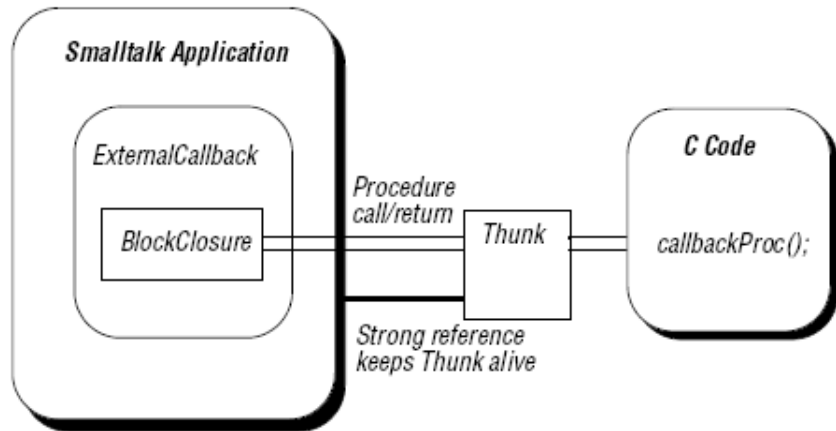 Smalltalk Application
ExternalCallback
BlockClosure
Procedure
call/return
Thunk
Strong reference
keeps Thunk alive
C Code
callbackProc();